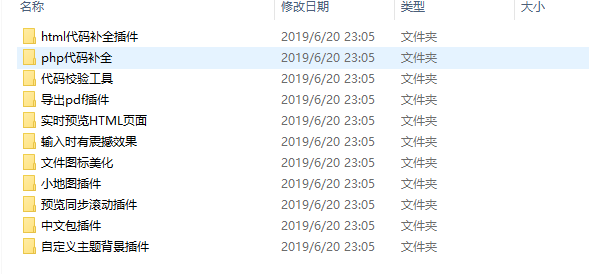 名称 修改日期 类型 大小
html代码补全插件 2019/6/20 23:05 文件夹
php代码补全 2019/6/20 23:05 文件夹
代码校验工具 2019/6/20 23:05 文件夹
导出pdf插件 2019/6/20 23:05 文件夹
实时预览HTML页面 2019/6/20 23:05 文件夹
输入时有震撼效果 2019/6/20 23:05 文件夹
文件图标美化 2019/6/20 23:05 文件夹
小地图插件 2019/6/20 23:05 文件夹
预览同步滚动插件 2019/6/20 23:05 文件夹
中文包插件 2019/6/20 23:05 文件夹
自定义主题背景插件 2019/6/20 23:05 文件夹